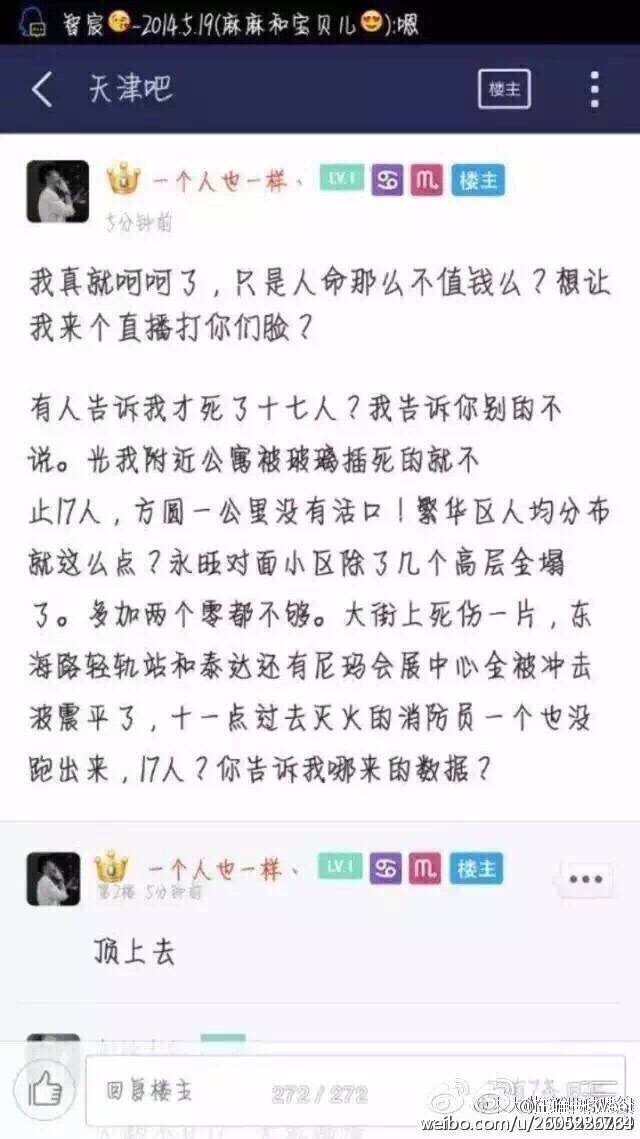 智宸-2014.5.19(麻麻和宝贝儿):嗯
天津吧
楼主
一个人也一样、 LV.1 楼主
5分钟前
我真就呵呵了，只是人命那么不值钱么？想让
我来个直播打你们脸？
有人告诉我才死了十七人？我告诉你别的不
说。光我附近公寓被玻璃插死的就不
止17人，方圆一公里没有活口！繁华区人均分布
就这么点？永旺对面小区除了几个高层全塌
了。多加两个零都不够。大街上死伤一片，东
海路轻轨站和泰达还有尼玛会展中心全被冲击
波震平了，十一点过去灭火的消防员一个也没
跑出来，17人？你告诉我哪来的数据？
一个人也一样、 LV.1 楼主
第2楼 5分钟前
顶上去
回复楼主
272 / 272